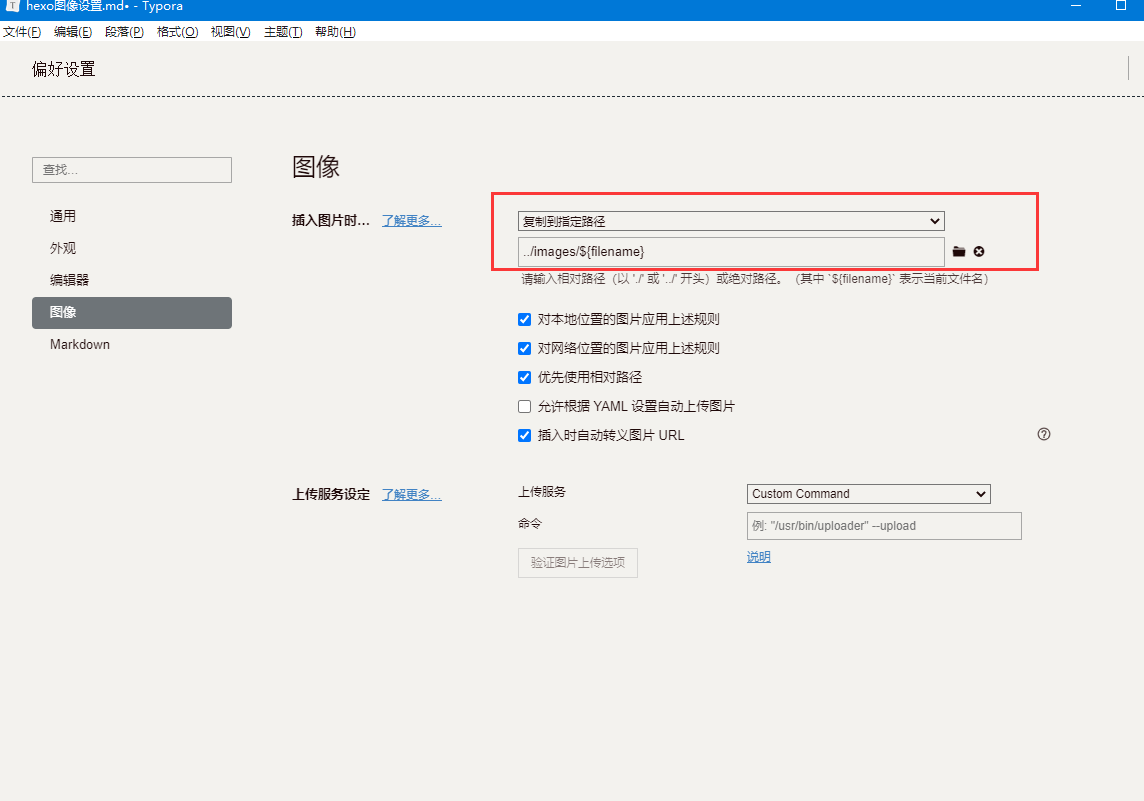 hexo图像设置.md• - Typora
文件(F) 编辑(E) 段落(P) 格式(O) 视图(V) 主题(T) 帮助(H)
偏好设置
查找...
通用
外观
编辑器
图像
Markdown
图像
插入图片时... 了解更多...
复制到指定路径
../images/${filename}
请输入相对路径（以 './' 或 '../' 开头）或绝对路径。（其中 `${filename}` 表示当前文件名）
对本地位置的图片应用上述规则
对网络位置的图片应用上述规则
优先使用相对路径
允许根据 YAML 设置自动上传图片
插入时自动转义图片 URL
上传服务设定 了解更多...
上传服务 Custom Command
命令 例: "/usr/bin/uploader" --upload
验证图片上传选项 说明